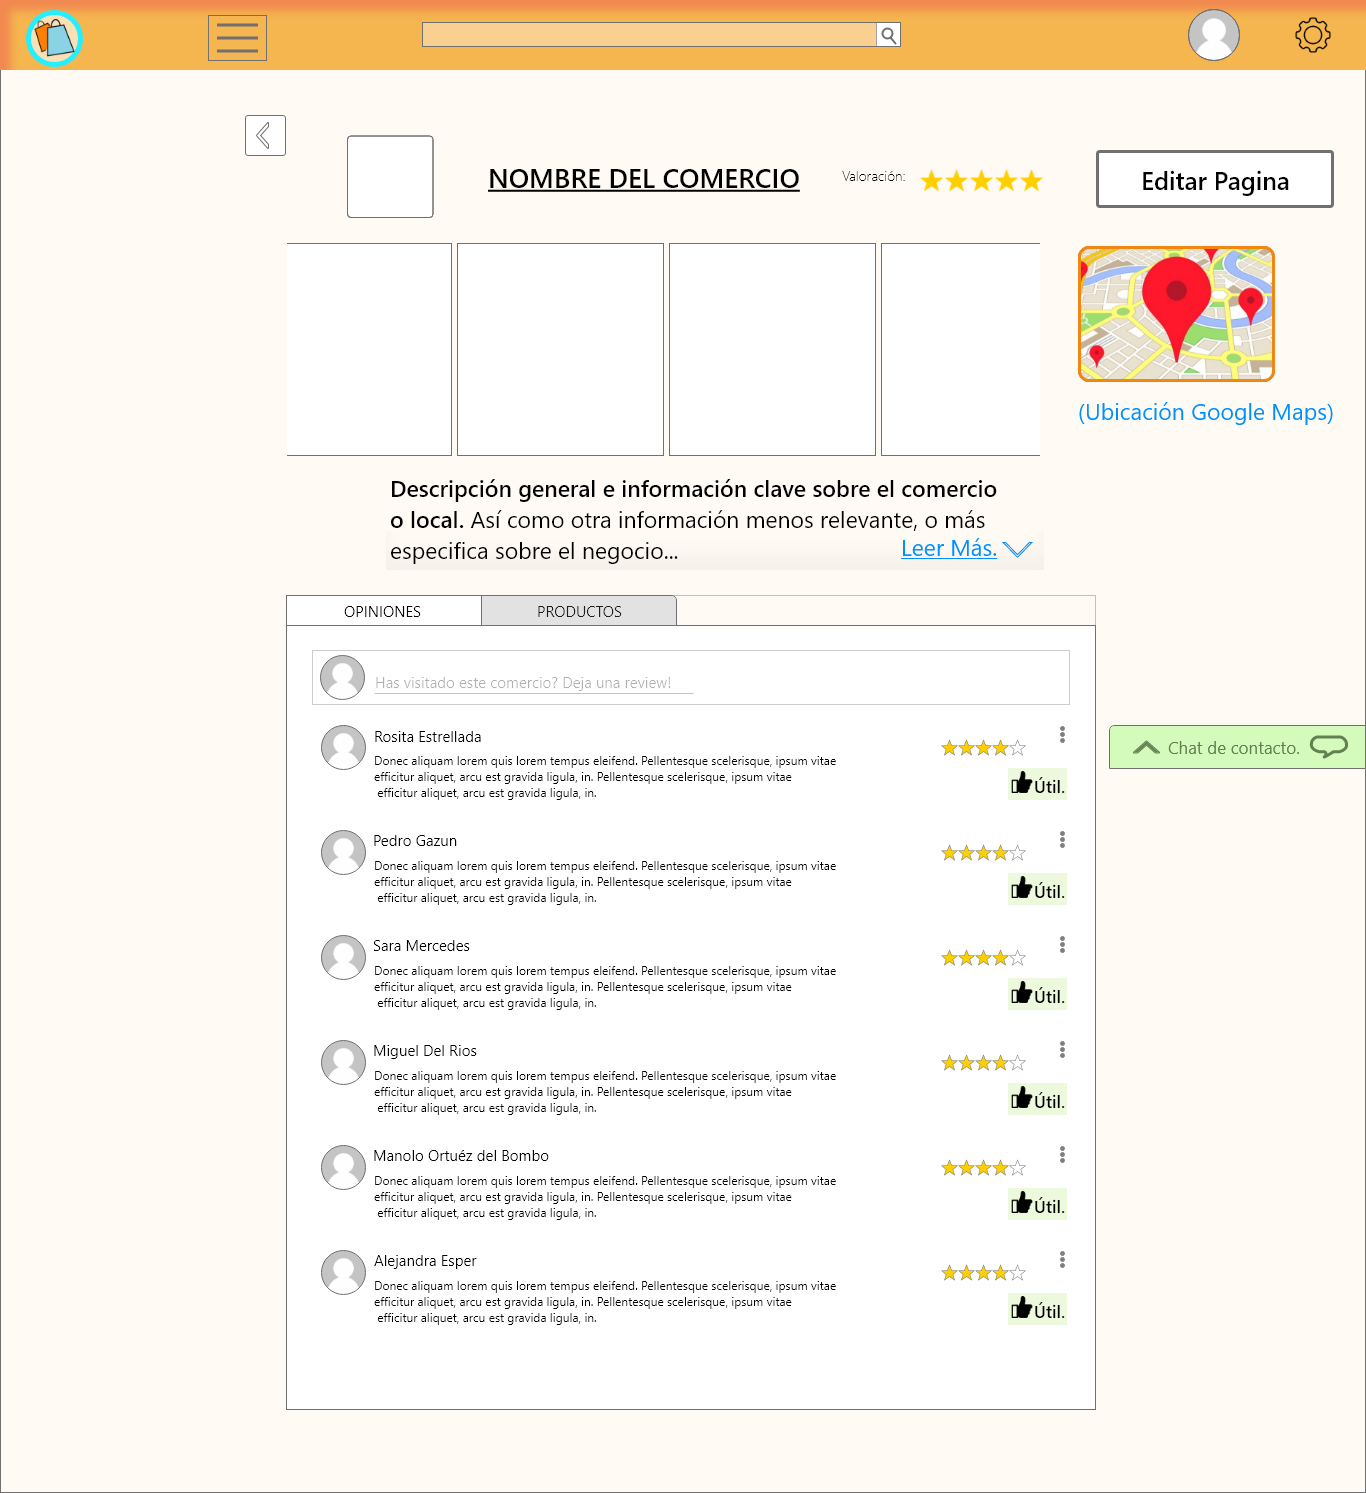 NOMBRE DEL COMERCIO
Valoración:
Editar Pagina
(Ubicación Google Maps)
Descripción general e información clave sobre el comercio
o local. Así como otra información menos relevante, o más
especifica sobre el negocio...
Leer Más.
OPINIONES
PRODUCTOS
Has visitado este comercio? Deja una review!
Chat de contacto.
Rosita Estrellada
Donec aliquam lorem quis lorem tempus eleifend. Pellentesque scelerisque, ipsum vitae
efficitur aliquet, arcu est gravida ligula, in. Pellentesque scelerisque, ipsum vitae
efficitur aliquet, arcu est gravida ligula, in.
Útil.
Pedro Gazun
Donec aliquam lorem quis lorem tempus eleifend. Pellentesque scelerisque, ipsum vitae
efficitur aliquet, arcu est gravida ligula, in. Pellentesque scelerisque, ipsum vitae
efficitur aliquet, arcu est gravida ligula, in.
Útil.
Sara Mercedes
Donec aliquam lorem quis lorem tempus eleifend. Pellentesque scelerisque, ipsum vitae
efficitur aliquet, arcu est gravida ligula, in. Pellentesque scelerisque, ipsum vitae
efficitur aliquet, arcu est gravida ligula, in.
Útil.
Miguel Del Rios
Donec aliquam lorem quis lorem tempus eleifend. Pellentesque scelerisque, ipsum vitae
efficitur aliquet, arcu est gravida ligula, in. Pellentesque scelerisque, ipsum vitae
efficitur aliquet, arcu est gravida ligula, in.
Útil.
Manolo Ortuéz del Bombo
Donec aliquam lorem quis lorem tempus eleifend. Pellentesque scelerisque, ipsum vitae
efficitur aliquet, arcu est gravida ligula, in. Pellentesque scelerisque, ipsum vitae
efficitur aliquet, arcu est gravida ligula, in.
Útil.
Alejandra Esper
Donec aliquam lorem quis lorem tempus eleifend. Pellentesque scelerisque, ipsum vitae
efficitur aliquet, arcu est gravida ligula, in. Pellentesque scelerisque, ipsum vitae
efficitur aliquet, arcu est gravida ligula, in.
Útil.